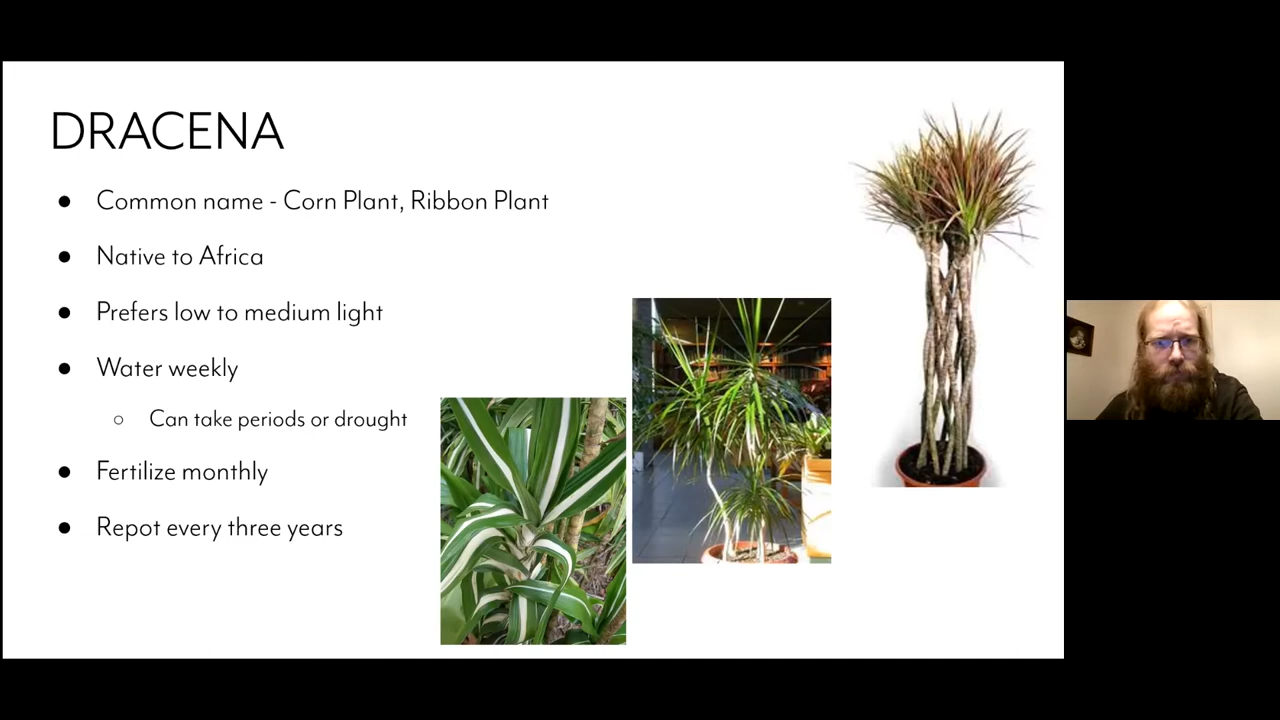 DRACENA
● Common name - Corn Plant, Ribbon Plant
● Native to Africa
● Prefers low to medium light
● Water weekly
○ Can take periods or drought
● Fertilize monthly
● Repot every three years